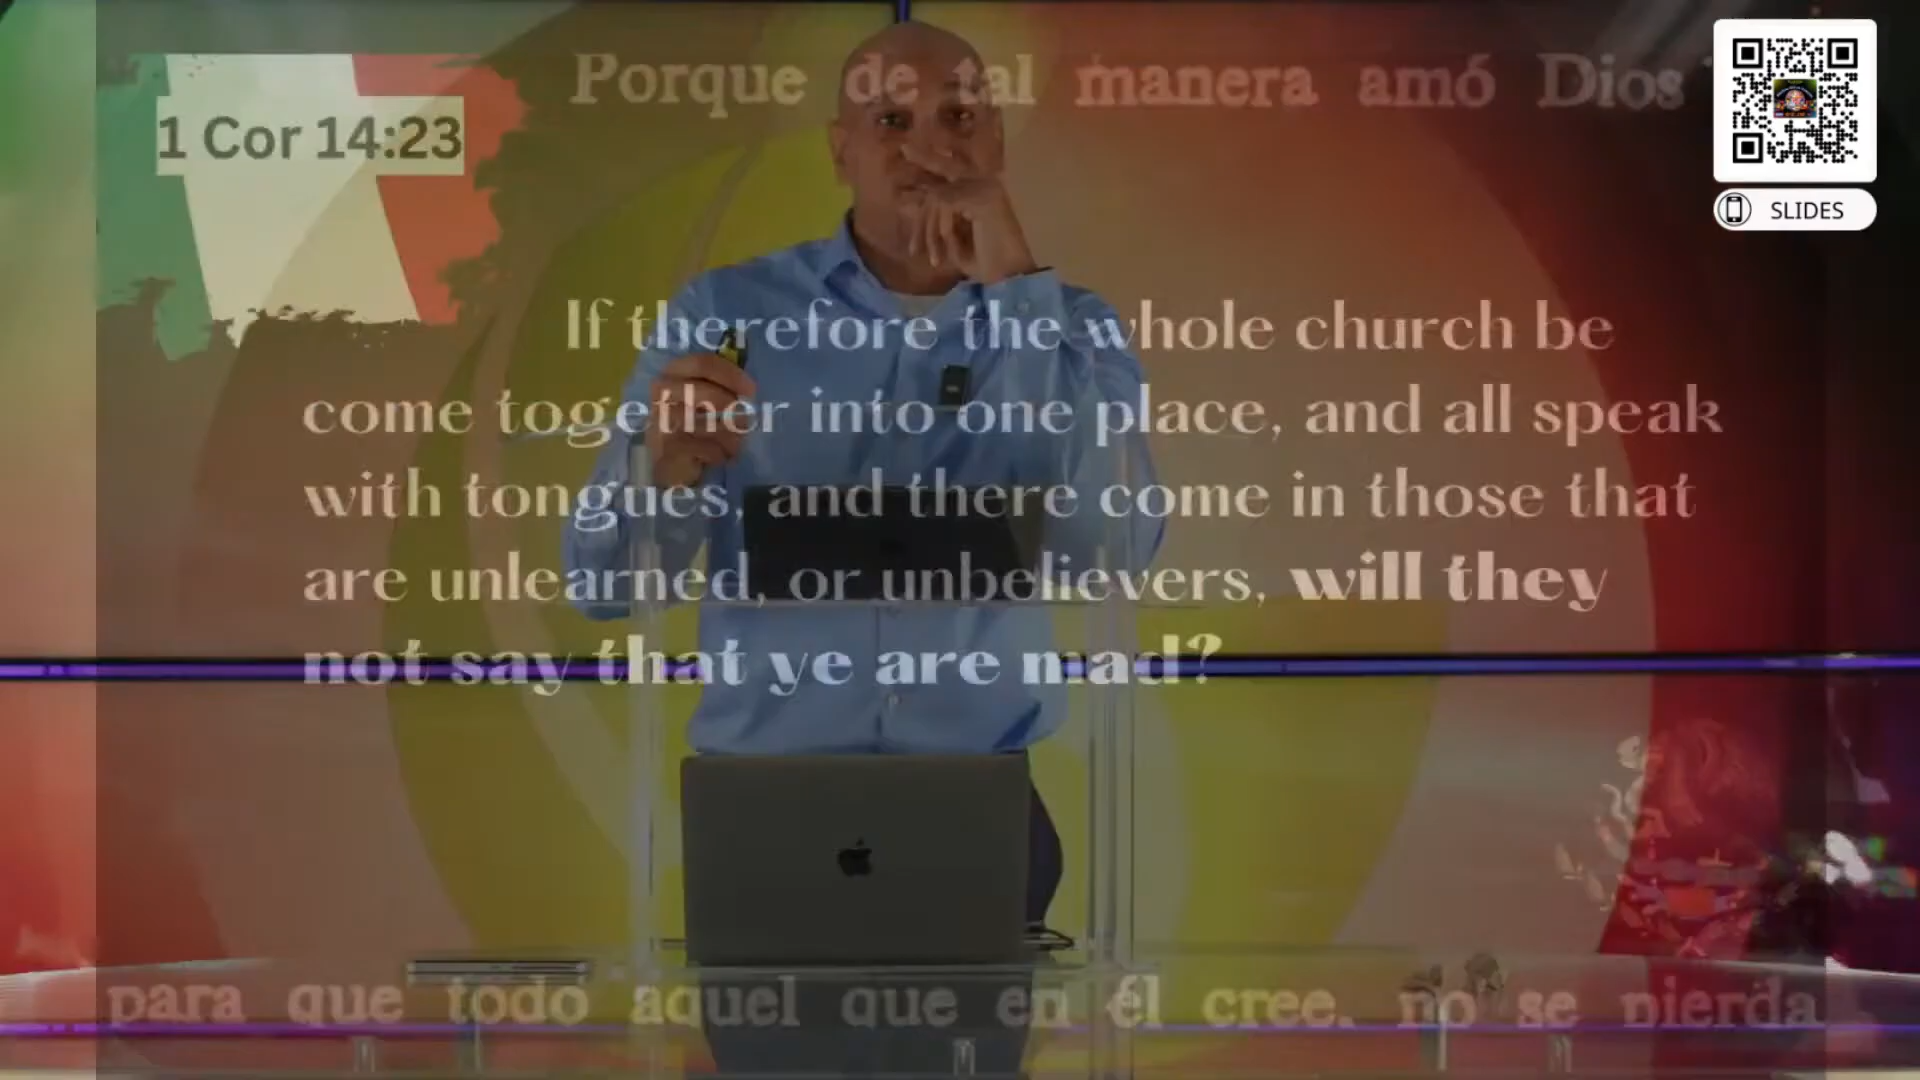 Porque de tal manera amó Dios
1 Cor 14:23
SLIDES
If therefore the whole church be
come together into one place, and all speak
with tongues, and there come in those that
are unlearned, or unbelievers, will they
not say that ye are mad?
para que todo aquel que en él cree, no se pierda